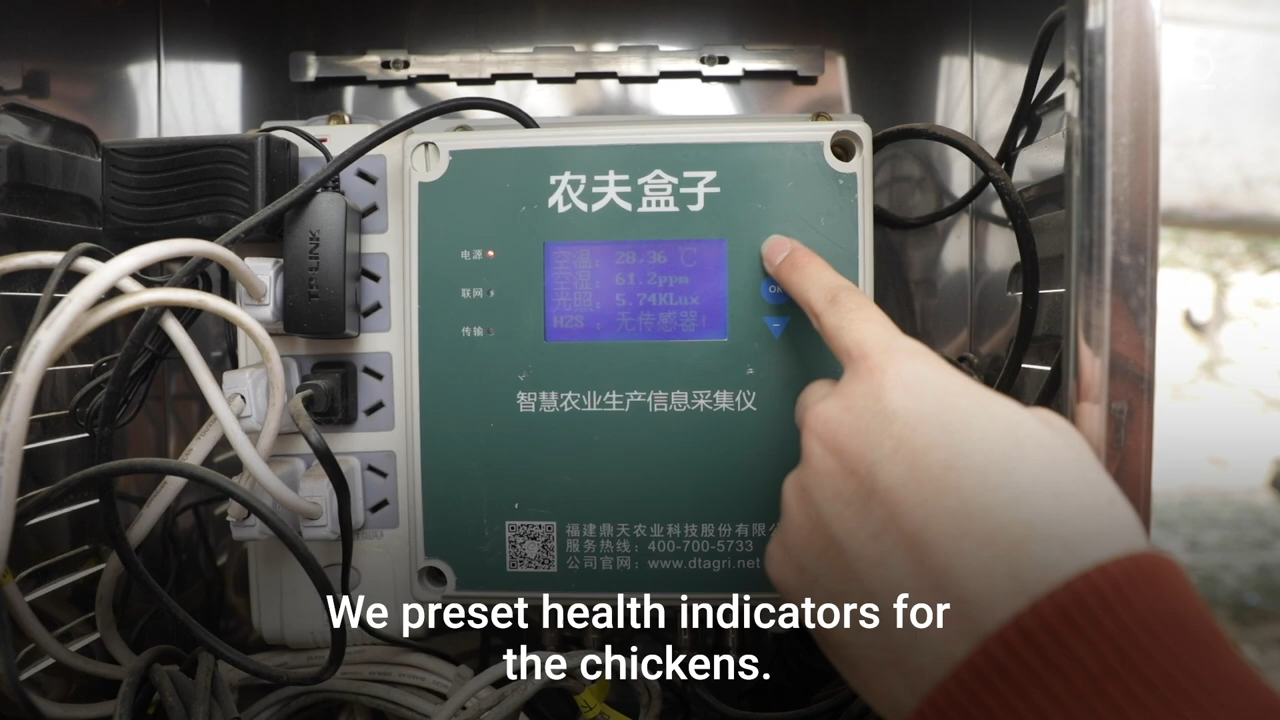 农夫盒子
TP-LINK
电源
联网
传输
空温: 28.36 ℃
空湿: 61.2ppm
光照: 5.74KLux
H2S : 无传感器!
OK
智慧农业生产信息采集仪
福建鼎天农业科技股份有限
服务热线：400-700-5733
公司官网：www.dtagri.net
We preset health indicators for
the chickens.